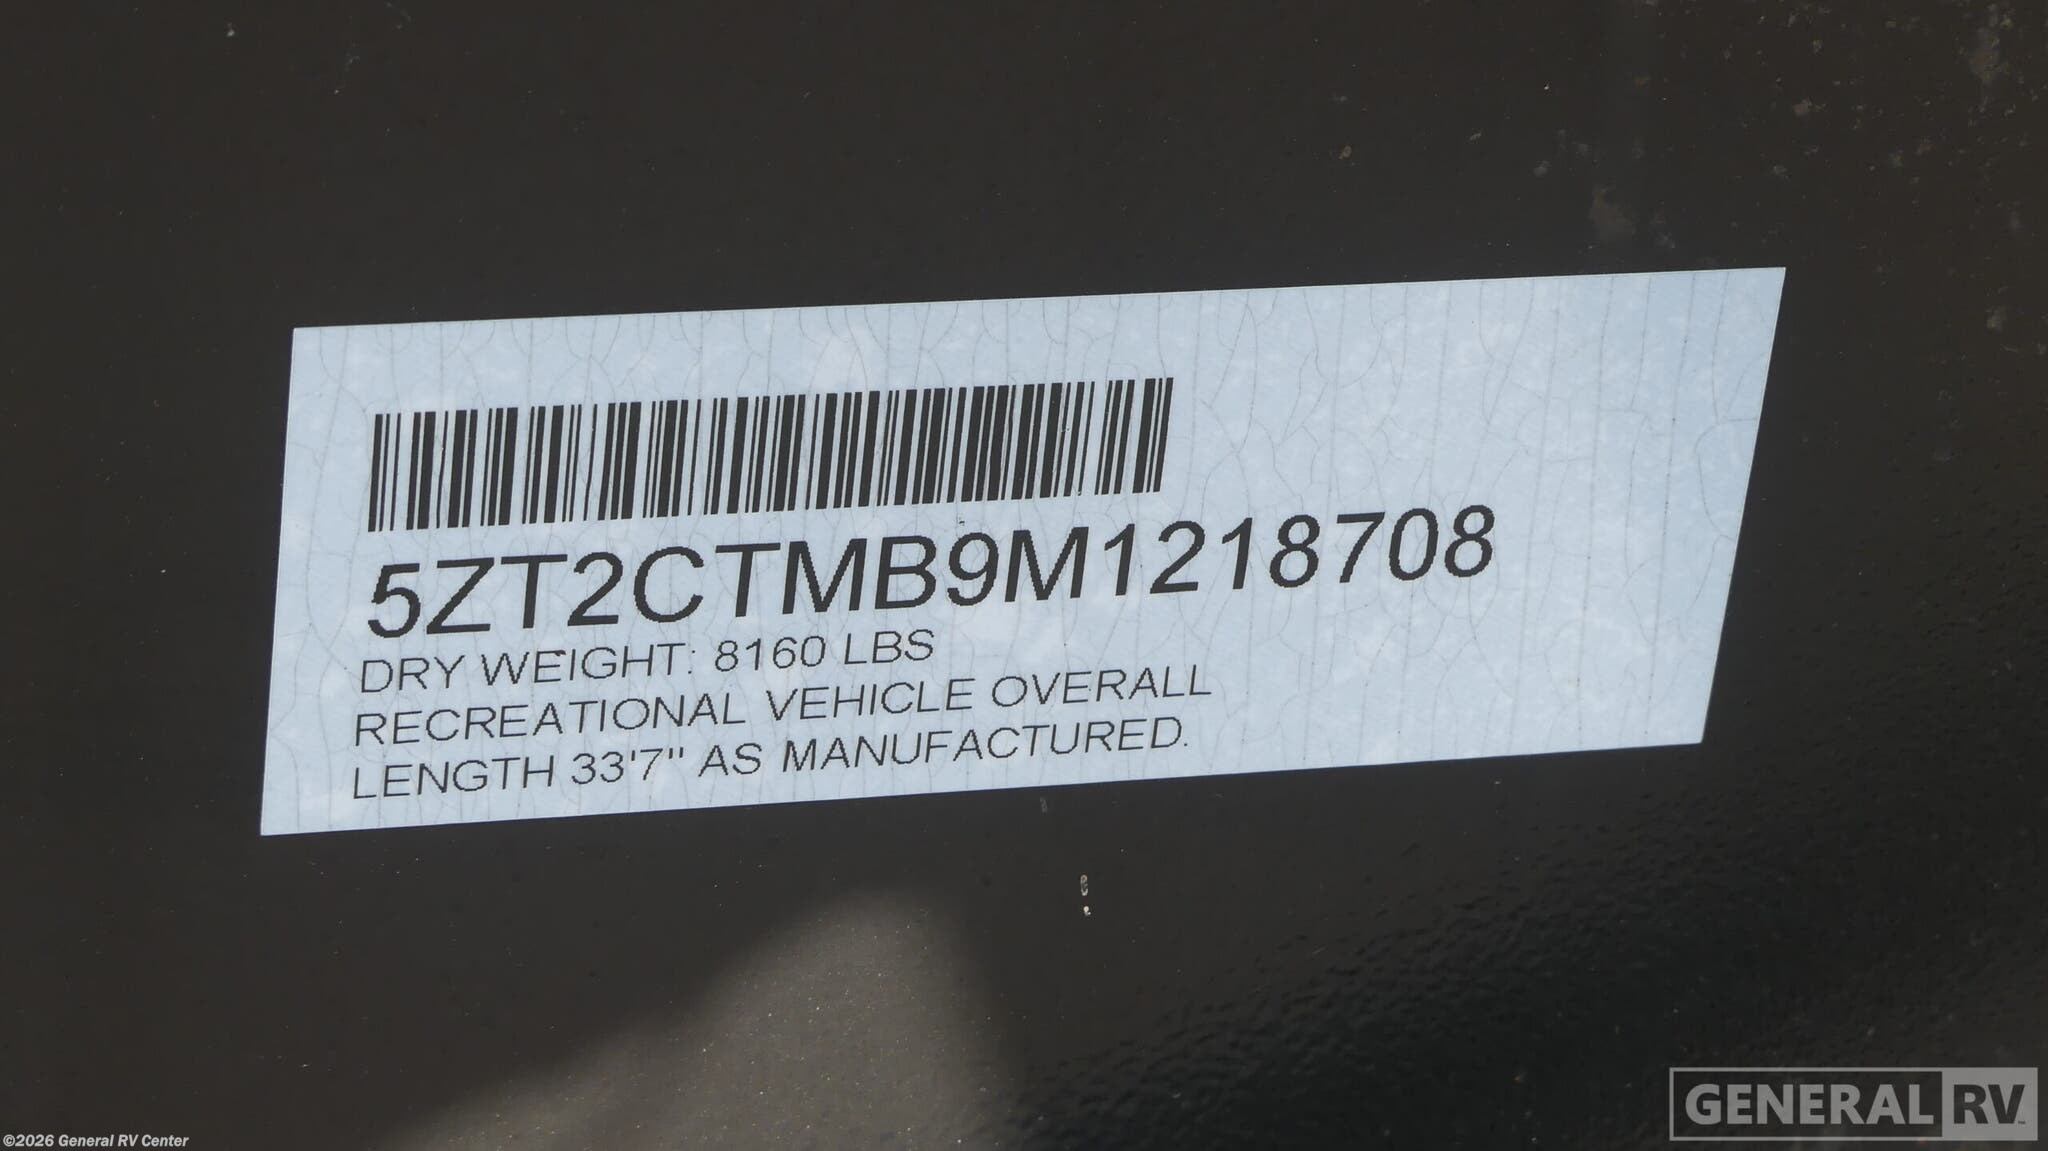 5ZT2CTMB9M1218708
DRY WEIGHT: 8160 LBS
RECREATIONAL VEHICLE OVERALL
LENGTH 33'7" AS MANUFACTURED.
GENERAL RV
©2026 General RV Center